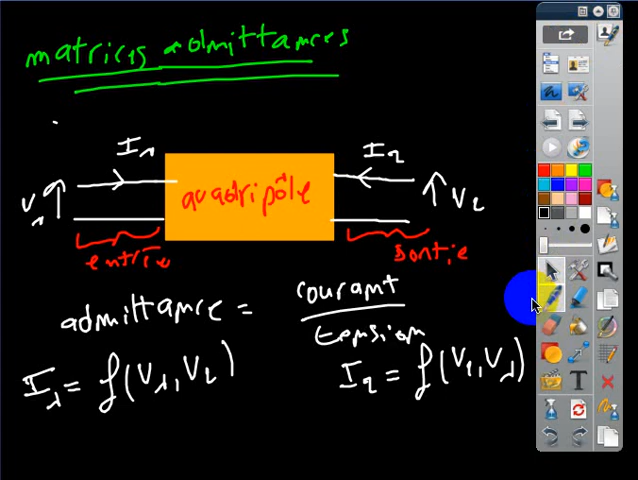 matrices admittances
I1
I2
V1
quadripôle
V2
entrée
sortie
admittance = courant
tension
I1 = f(V1, V2)
I2 = f(V1, V2)
T